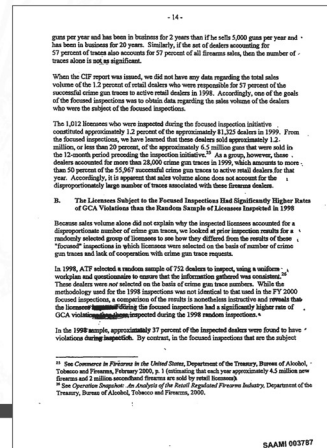 - 14 -
guns per year and has been in business for 2 years than if he sells 5,000 guns per year and
has been in business for 20 years. Similarly, if the set of dealers accounting for
57 percent of traces also accounts for 57 percent of all firearms sales, then the number of
traces alone is not as significant.
When the CIF report was issued, we did not have any data regarding the total sales
volume of the 1.2 percent of retail dealers who were responsible for 57 percent of the
successful crime gun traces to active retail dealers in 1998. Accordingly, one of the goals
of the focused inspections was to obtain data regarding the sales volume of the dealers
who were the subject of the focused inspections.
The 1,012 licensees who were inspected during the focused inspection initiative
constituted approximately 1.2 percent of the approximately 81,325 dealers in 1999. From
the focused inspections, we have learned that these dealers sold approximately 1.2
million, or less than 20 percent, of the approximately 6.5 million guns that were sold in
the 12-month period preceding the inspection initiative.25 As a group, however, these
dealers accounted for more than 28,000 crime gun traces in 1999, which amounts to more
than 50 percent of the 55,967 successful crime gun traces to active retail dealers for that
year. Accordingly, it is apparent that sales volume alone does not account for the
disproportionately large number of traces associated with these firearms dealers.
B. The Licensees Subject to the Focused Inspections Had Significantly Higher Rates
of GCA Violations than the Random Sample of Licensees Inspected in 1998
Because sales volume alone did not explain why the inspected licensees accounted for a
disproportionate number of crime gun traces, we looked at prior inspection results for a
randomly selected group of licensees to see how they differed from the results of these
"focused" inspections in which licensees were selected on the basis of number of crime
gun traces and lack of cooperation with crime gun trace requests.
In 1998, ATF selected a random sample of 752 dealers to inspect, using a uniform
workplan and questionnaire to ensure that the information gathered was consistent.26
These dealers were not selected on the basis of crime gun trace numbers. While the
methodology used for the 1998 inspections was not identical to that used in the FY 2000
focused inspections, a comparison of the results is nonetheless instructive and reveals that
the licensees during the focused inspections had a significantly higher rate of
GCA violations inspected during the 1998 random inspections.
In the 1998 sample, approximately 37 percent of the inspected dealers were found to have
violations during inspection. By contrast, in the focused inspections that are the subject
25 See Commerce in Firearms in the United States, Department of the Treasury, Bureau of Alcohol,
Tobacco and Firearms, February 2000, p. 1 (estimating that each year approximately 4.5 million new
firearms and 2 million secondhand firearms are sold by retail licensees).
26 See Operation Snapshot: An Analysis of the Retail Regulated Firearms Industry, Department of the
Treasury, Bureau of Alcohol, Tobacco and Firearms, 2000.
SAAMI 003787